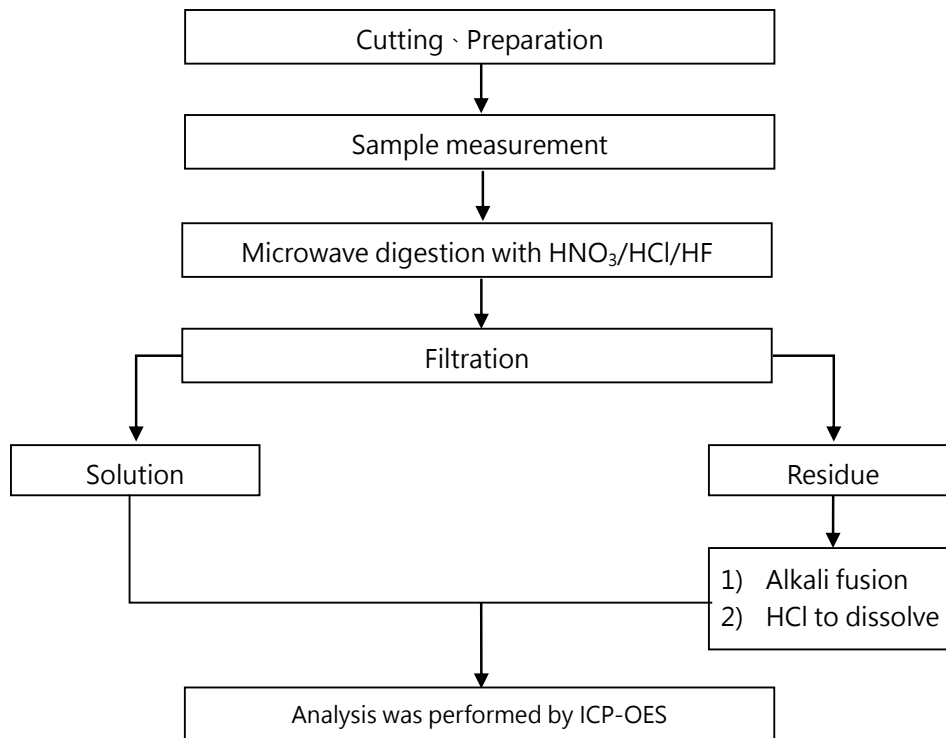 Cutting、Preparation
Sample measurement
Microwave digestion with HNO₃/HCl/HF
Filtration
Solution
Residue
1) Alkali fusion
2) HCl to dissolve
Analysis was performed by ICP-OES